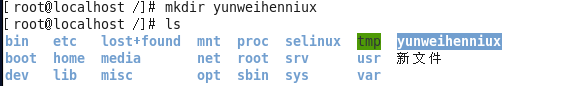 [root@localhost /]# mkdir yunweihenniux
[root@localhost /]# ls
bin   etc   lost+found  mnt  proc  selinux  tmp  yunweihenniux
boot  home  media       net  root  srv      usr  新文件
dev   lib   misc        opt  sbin  sys      var